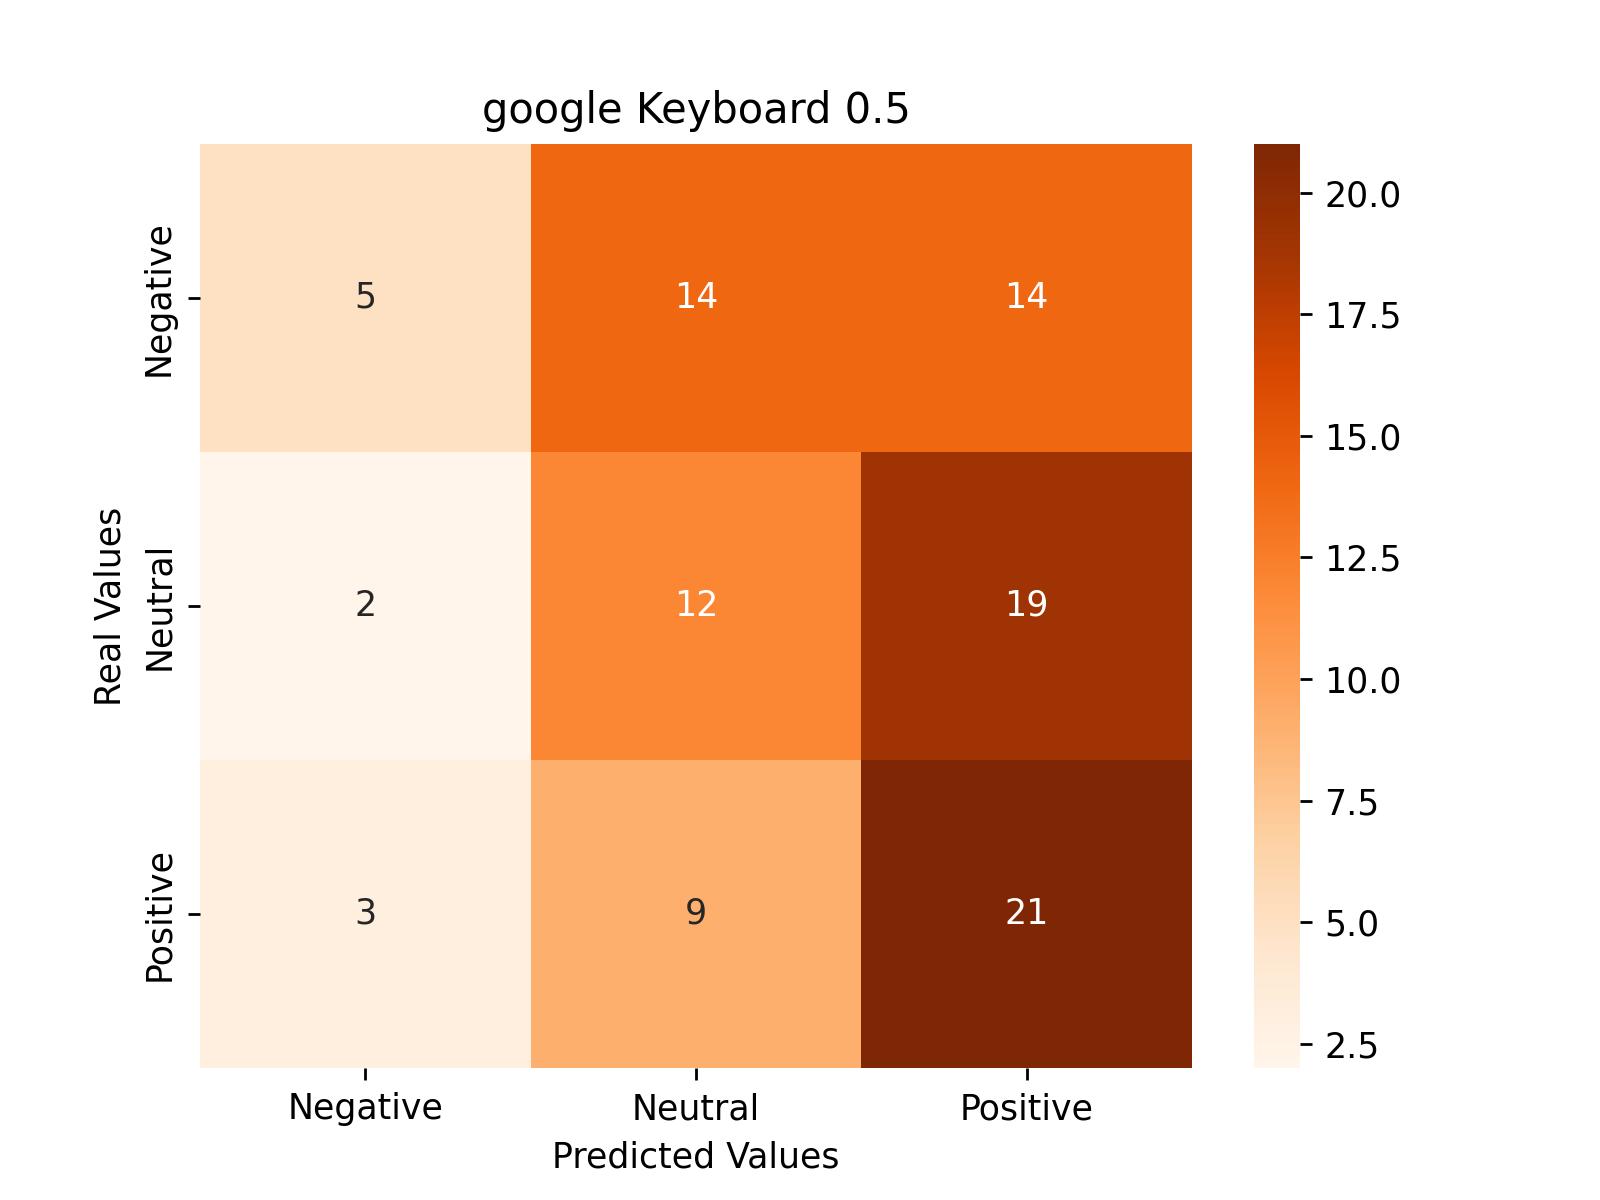 google Keyboard 0.5
Real Values
Negative
5
14
14
Neutral
2
12
19
Positive
3
9
21
Negative
Neutral
Positive
Predicted Values
20.0
17.5
15.0
12.5
10.0
7.5
5.0
2.5